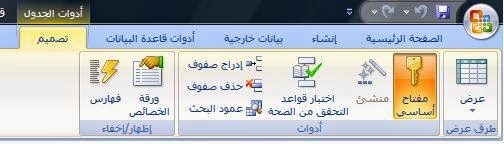 أدوات الجدول
الصفحة الرئيسية إنشاء بيانات خارجية أدوات قاعدة البيانات تصميم
عرض
طرق عرض
مفتاح أساسي
منشئ
اختبار قواعد التحقق من الصحة
إدراج صفوف
حذف صفوف
عمود البحث
أدوات
ورقة الخصائص
فهارس
إظهار/إخفاء